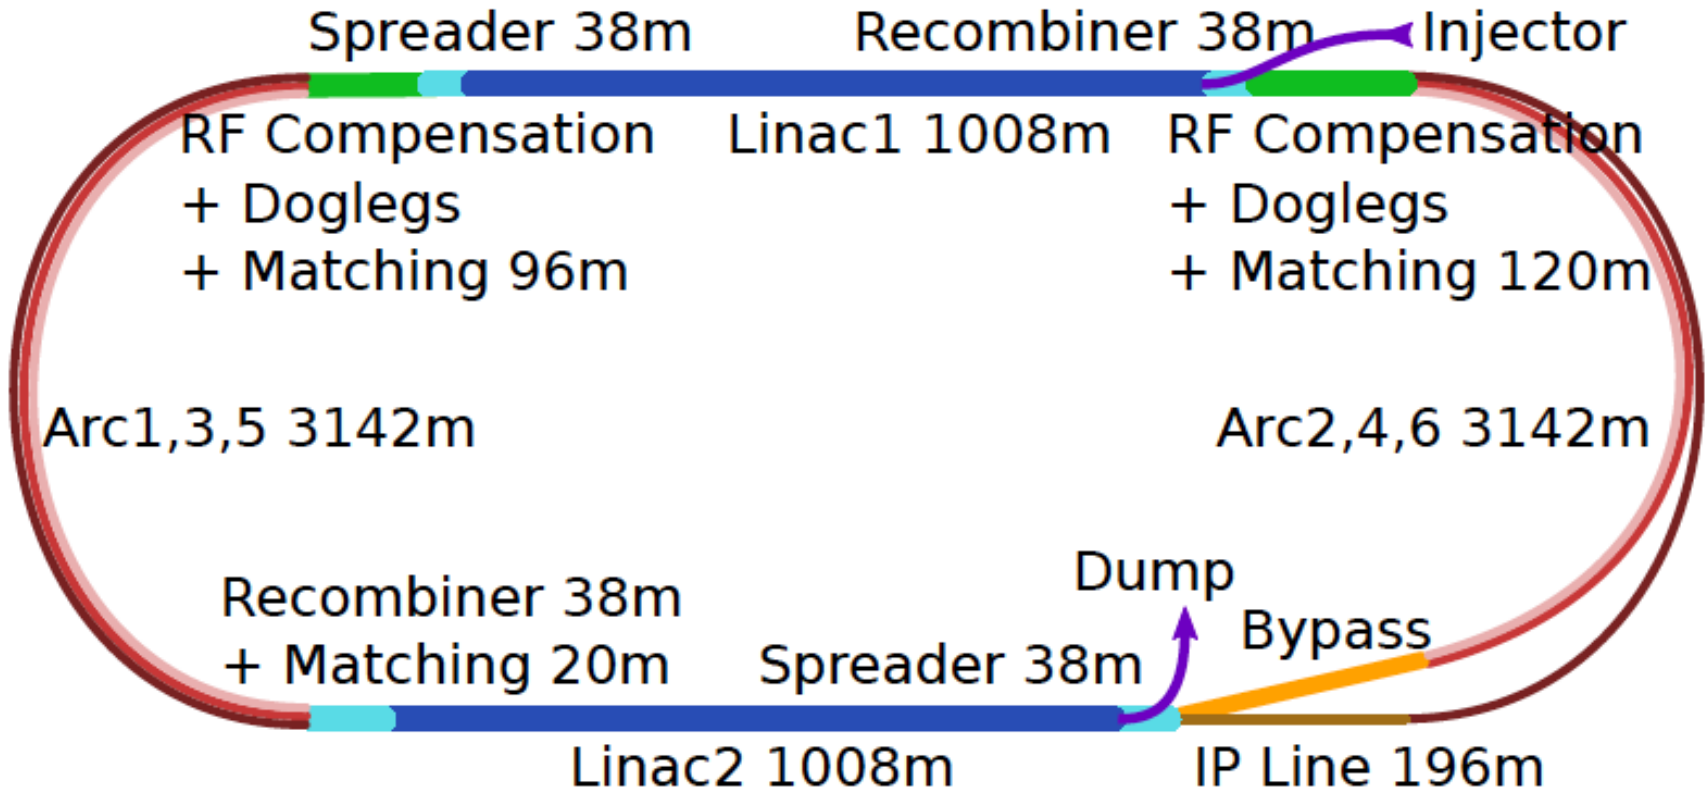 Spreader 38m
Recombiner 38m
Injector
RF Compensation
+ Doglegs
+ Matching 96m
Linac1 1008m
RF Compensation
+ Doglegs
+ Matching 120m
Arc1,3,5 3142m
Arc2,4,6 3142m
Recombiner 38m
+ Matching 20m
Spreader 38m
Dump
Bypass
Linac2 1008m
IP Line 196m